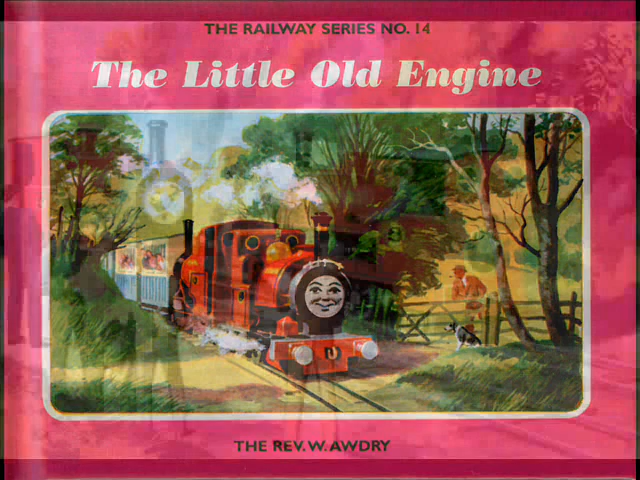 THE RAILWAY SERIES NO. 14
The Little Old Engine
THE REV. W. AWDRY